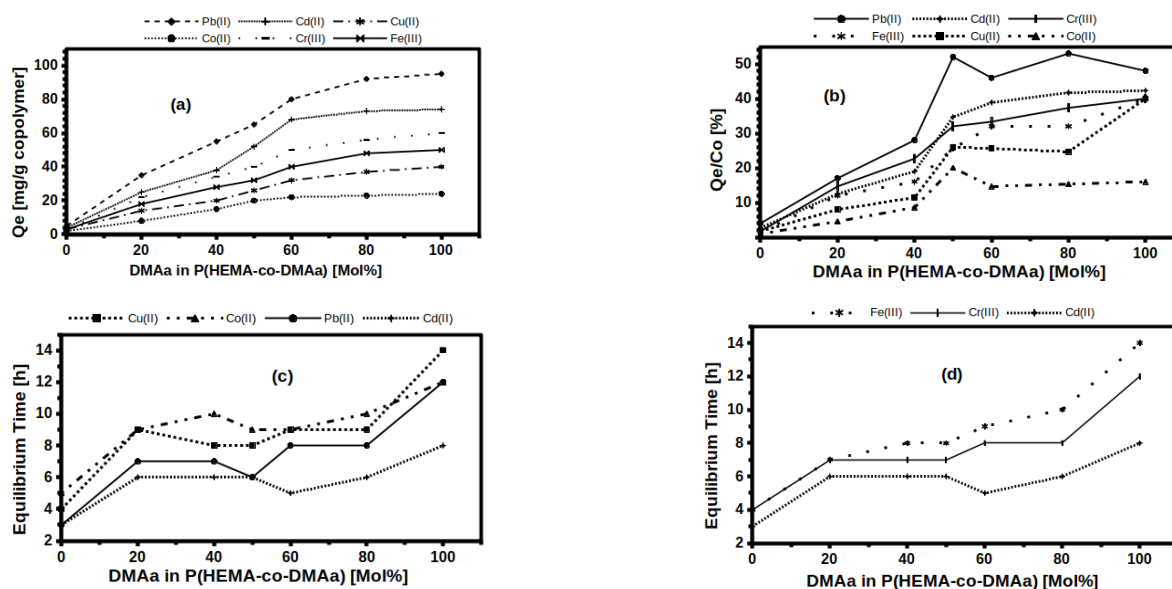 Pb(II) Cd(II) Cu(II)
Co(II) Cr(III) Fe(III)
Qe [mg/g copolymer]
100
80
60
40
20
0
(a)
0 20 40 60 80 100
DMAa in P(HEMA-co-DMAa) [Mol%]
Pb(II) Cd(II) Cr(III)
Fe(III) Cu(II) Co(II)
Qe/Co [%]
50
40
30
20
10
(b)
0 20 40 60 80 100
DMAa in P(HEMA-co-DMAa) [Mol%]
Cu(II) Co(II) Pb(II) Cd(II)
Equilibrium Time [h]
14
12
10
8
6
4
2
(c)
0 20 40 60 80 100
DMAa in P(HEMA-co-DMAa) [Mol%]
Fe(III) Cr(III) Cd(II)
Equilibrium Time [h]
14
12
10
8
6
4
2
(d)
0 20 40 60 80 100
DMAa in P(HEMA-co-DMAa) [Mol%]